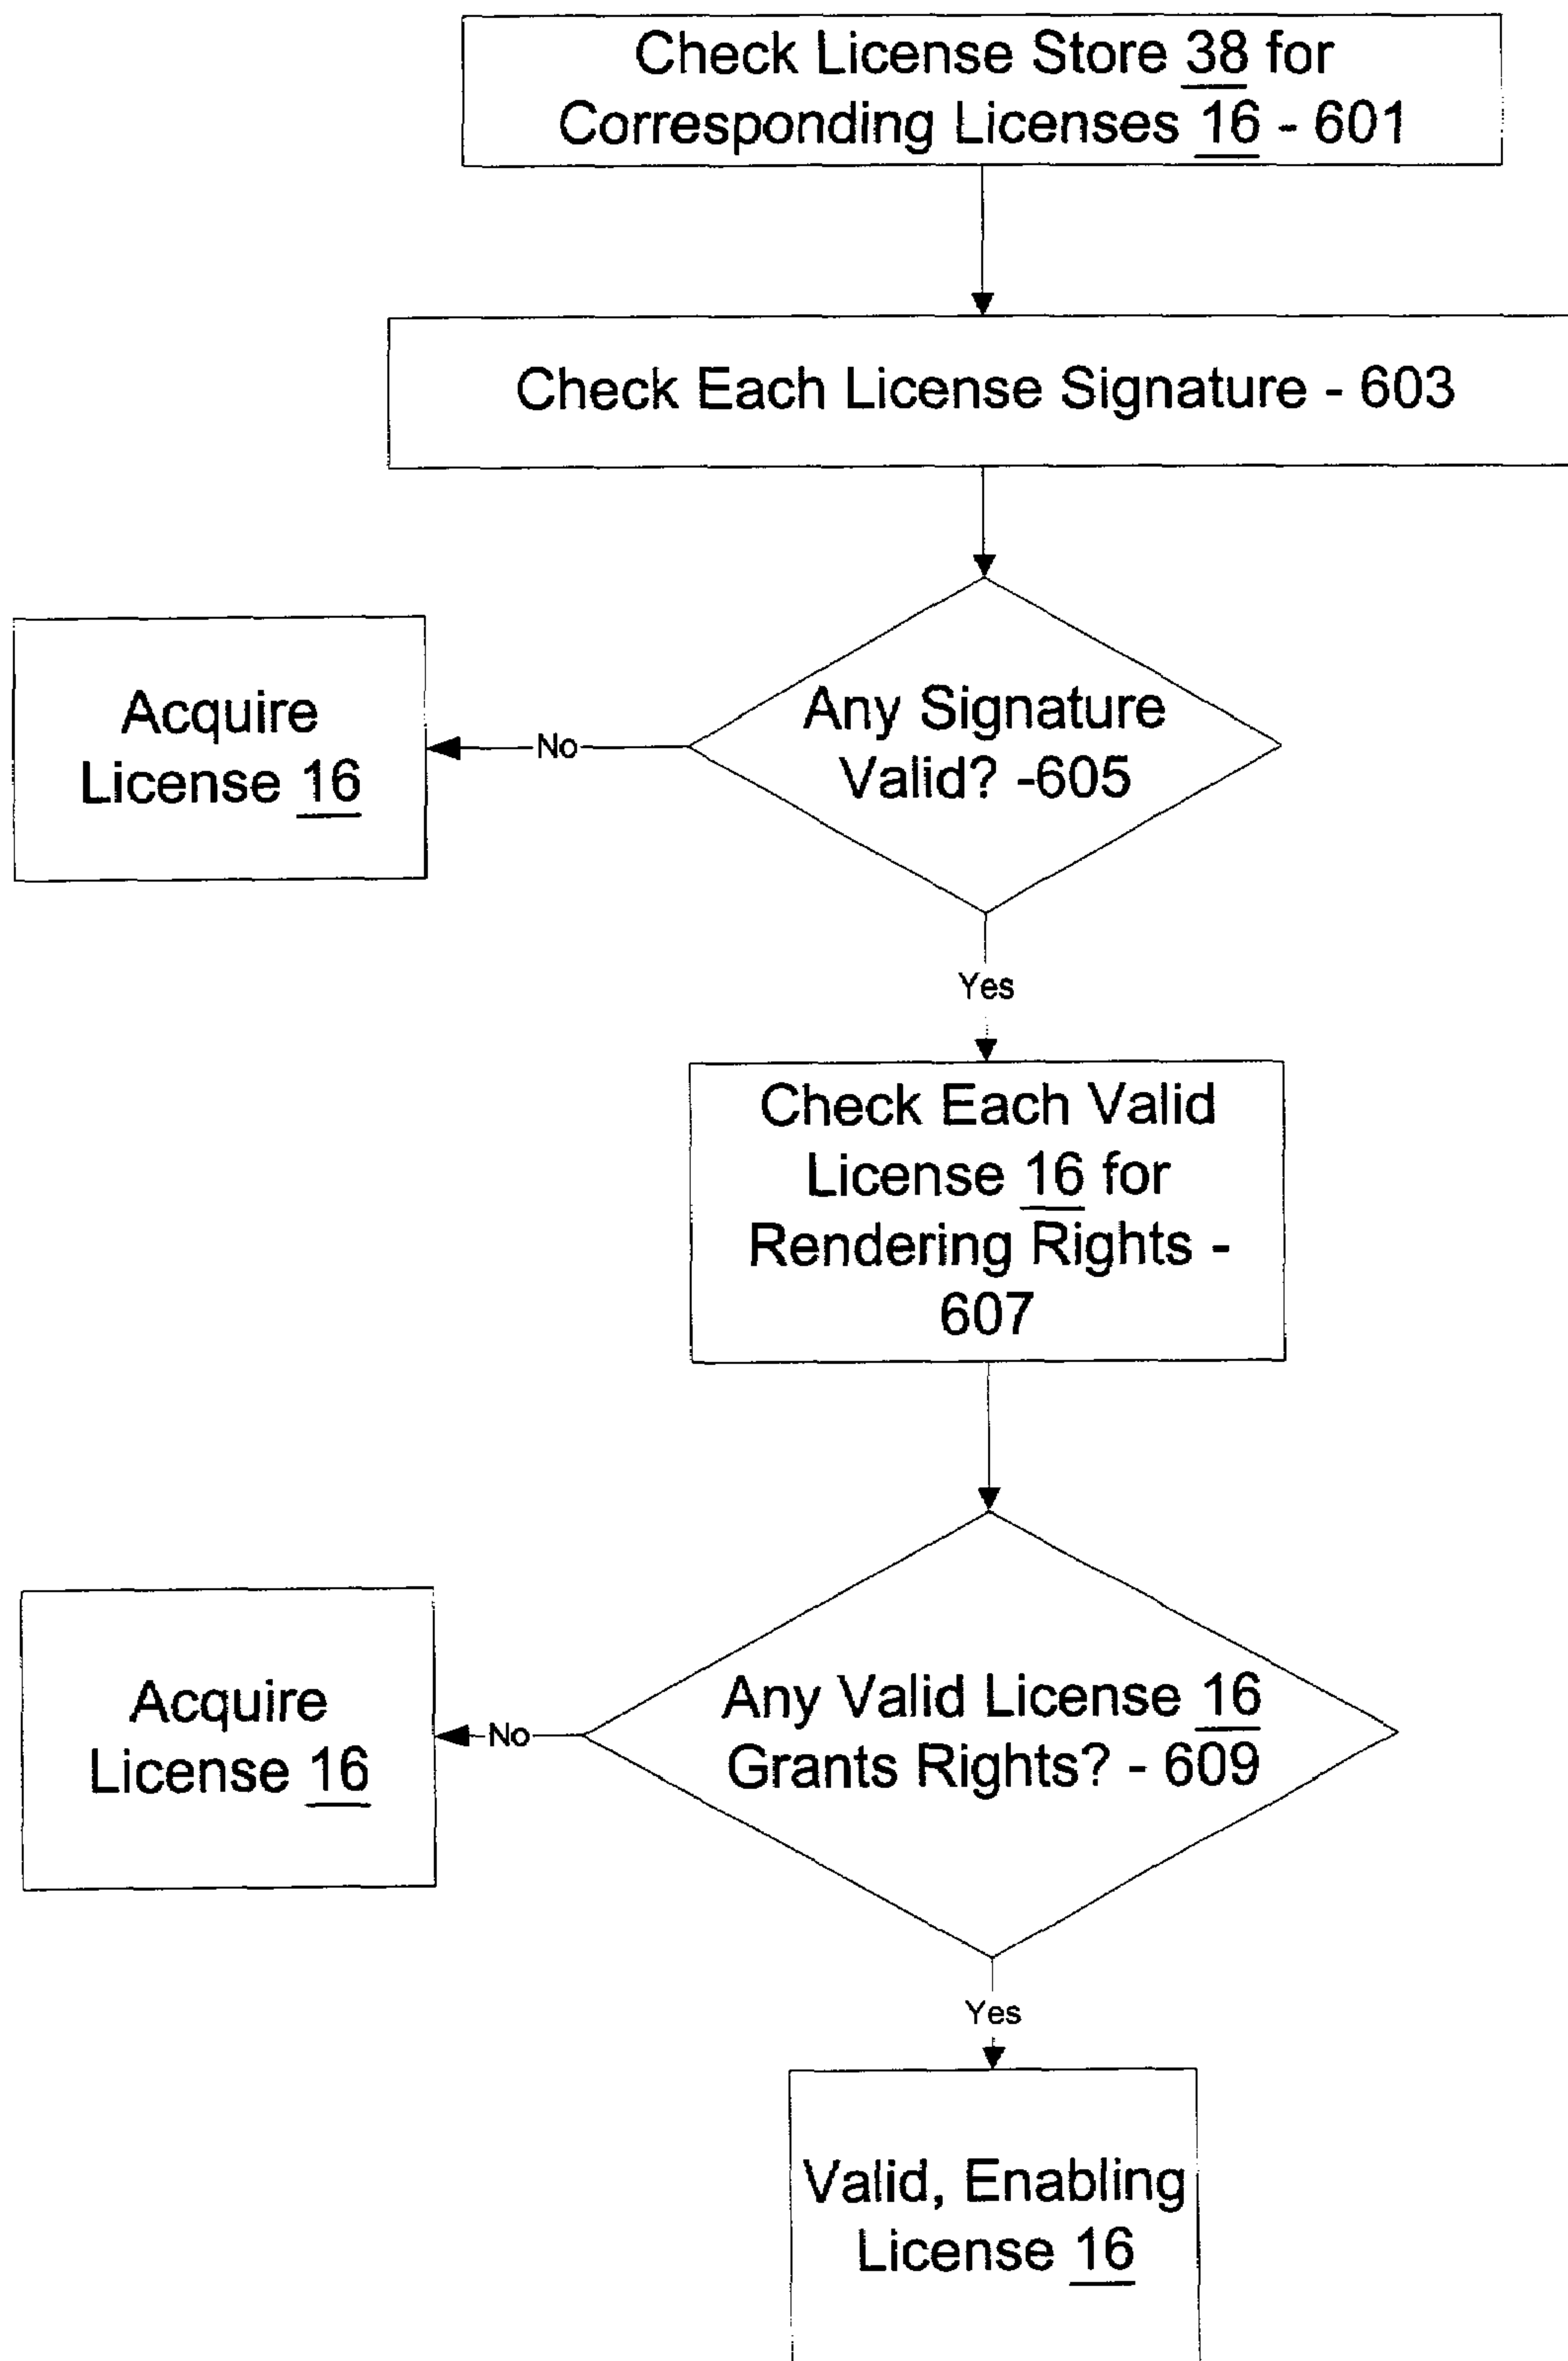 Check License Store 38 for
Corresponding Licenses 16 - 601
Check Each License Signature - 603
Any Signature
Valid? -605
No
Acquire
License 16
Yes
Check Each Valid
License 16 for
Rendering Rights -
607
Any Valid License 16
Grants Rights? - 609
No
Acquire
License 16
Yes
Valid, Enabling
License 16